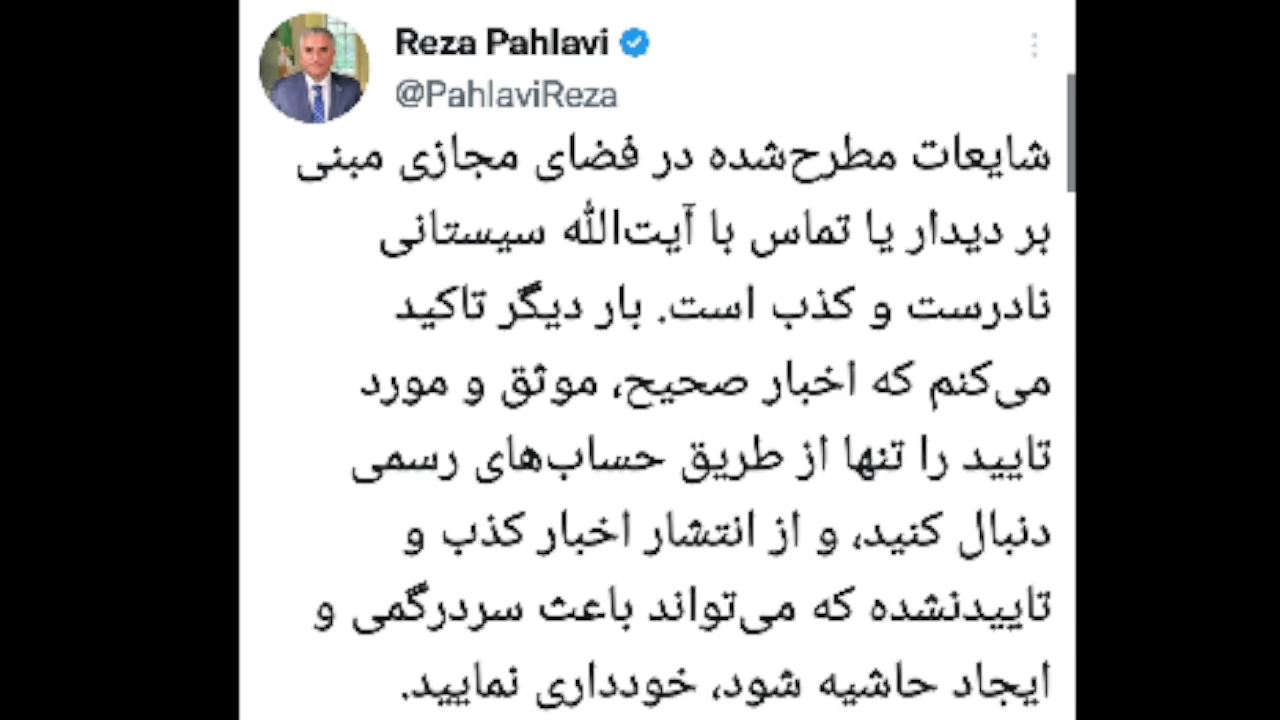 Reza Pahlavi
@PahlaviReza
شایعات مطرح‌شده در فضای مجازی مبنی
بر دیدار یا تماس با آیت‌الله سیستانی
نادرست و کذب است. بار دیگر تاکید
می‌کنم که اخبار صحیح، موثق و مورد
تایید را تنها از طریق حساب‌های رسمی
دنبال کنید، و از انتشار اخبار کذب و
تاییدنشده که می‌تواند باعث سردرگمی و
ایجاد حاشیه شود، خودداری نمایید.